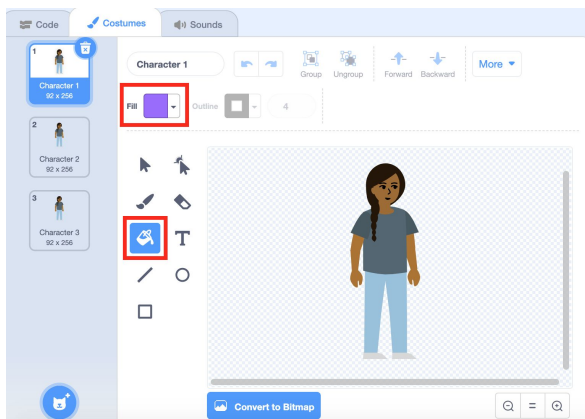 Code Costumes Sounds
1
Character 1
92 x 256
2
Character 2
92 x 256
3
Character 3
92 x 256
Character 1
Group Ungroup Forward Backward More
Fill Outline 4
T
Convert to Bitmap =